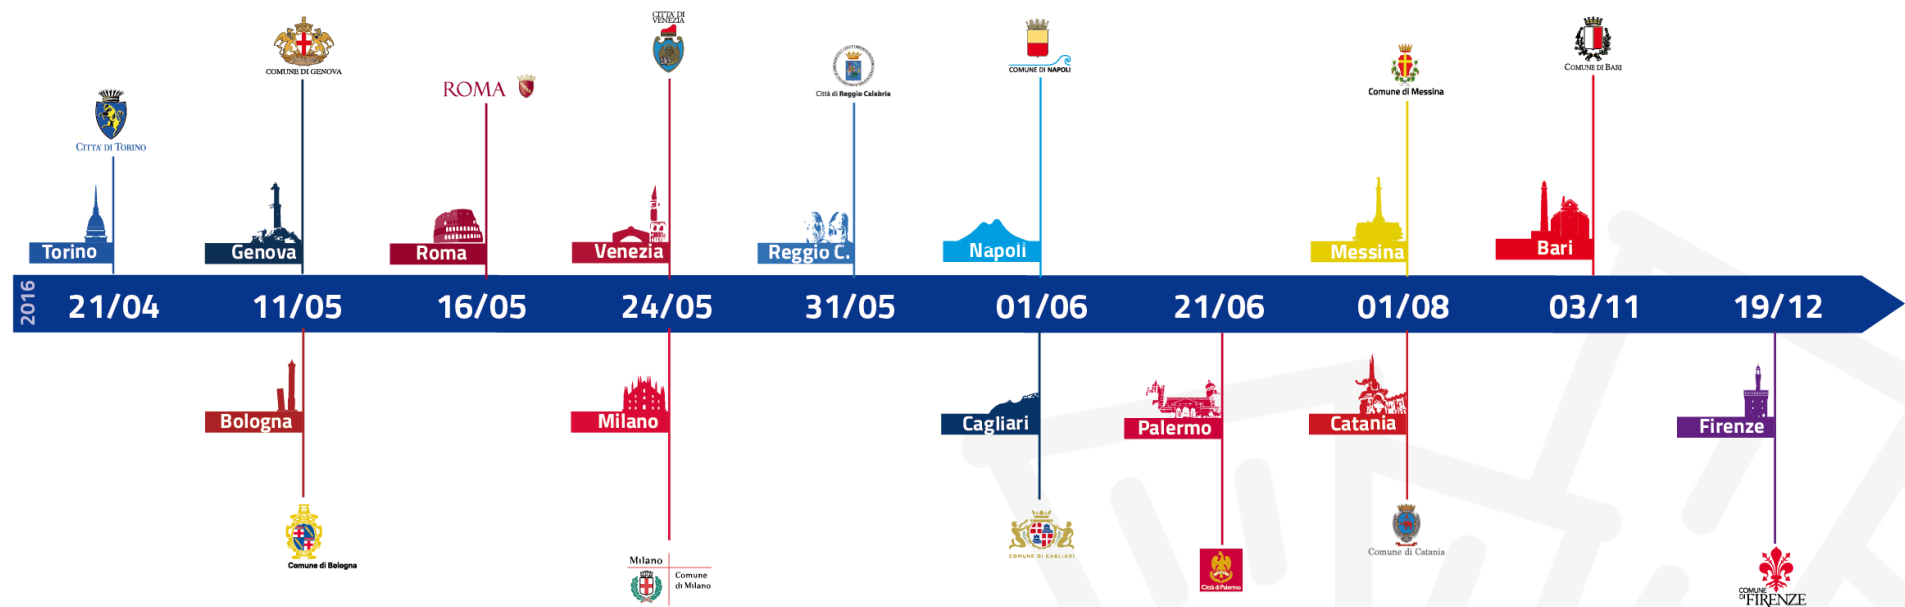 CITTA' DI
VENEZIA
COMUNE DI GENOVA
ROMA
COMUNE DI NAPOLI
COMUNE DI BARI
Città di Reggio Calabria
Comune di Messina
CITTA' DI TORINO
Torino
Genova
Roma
Venezia
Reggio C.
Napoli
Messina
Bari
2016
21/04
11/05
16/05
24/05
31/05
01/06
21/06
01/08
03/11
19/12
Bologna
Milano
Cagliari
Palermo
Catania
Firenze
Comune di Bologna
Milano
Comune
di Milano
COMUNE DI CAGLIARI
Città di Palermo
Comune di Catania
COMUNE
DI FIRENZE